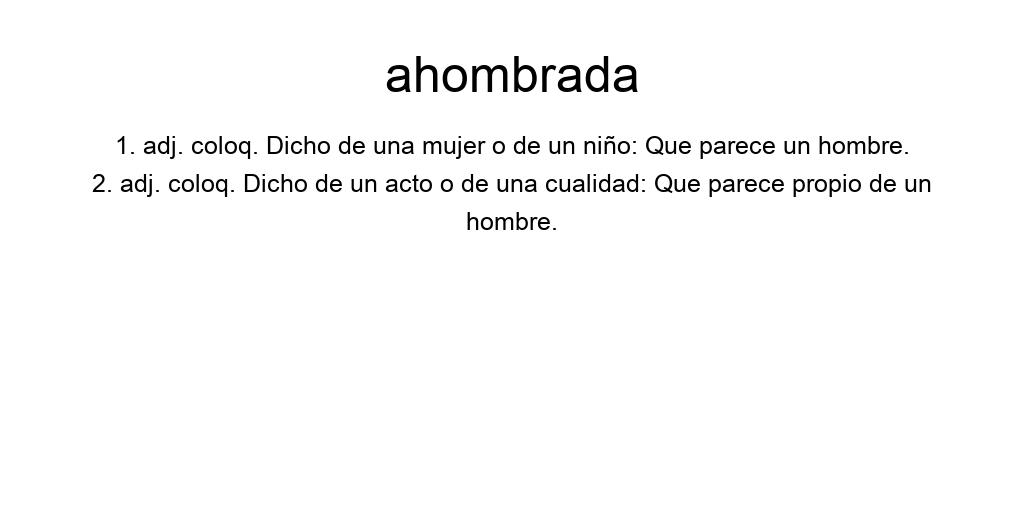 ahombrada
1. adj. coloq. Dicho de una mujer o de un niño: Que parece un hombre.
2. adj. coloq. Dicho de un acto o de una cualidad: Que parece propio de un
hombre.